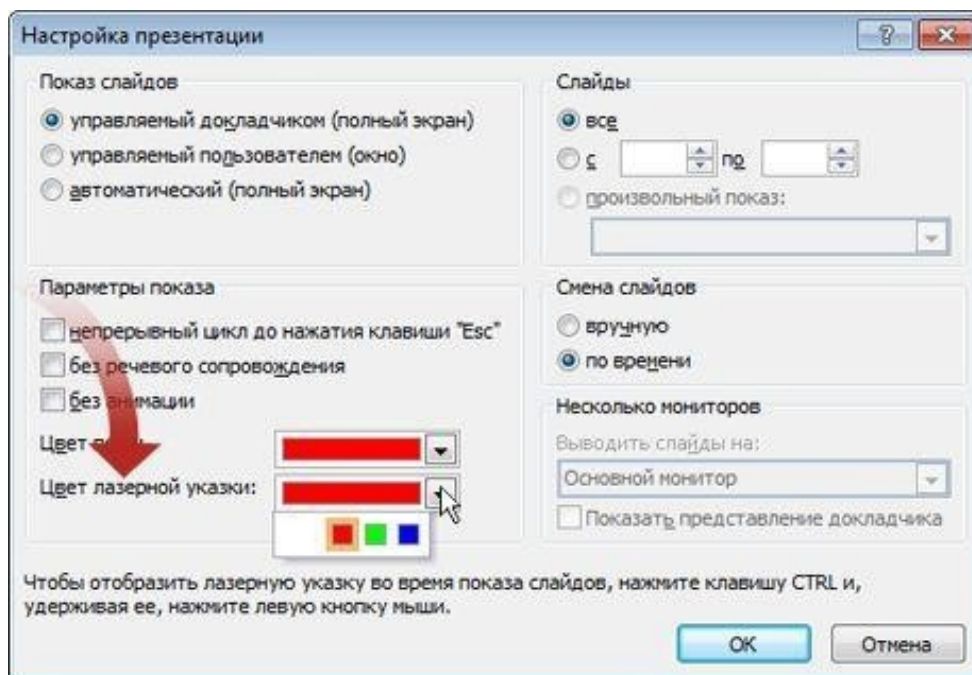 Настройка презентации
Показ слайдов
управляемый докладчиком (полный экран)
управляемый пользователем (окно)
автоматический (полный экран)
Слайды
все
с по
произвольный показ:
Параметры показа
непрерывный цикл до нажатия клавиши "Esc"
без речевого сопровождения
без анимации
Цвет
Цвет лазерной указки:
Смена слайдов
вручную
по времени
Несколько мониторов
Выводить слайды на:
Основной монитор
Показать представление докладчика
Чтобы отобразить лазерную указку во время показа слайдов, нажмите клавишу CTRL и,
удерживая ее, нажмите левую кнопку мыши.
ОК
Отмена